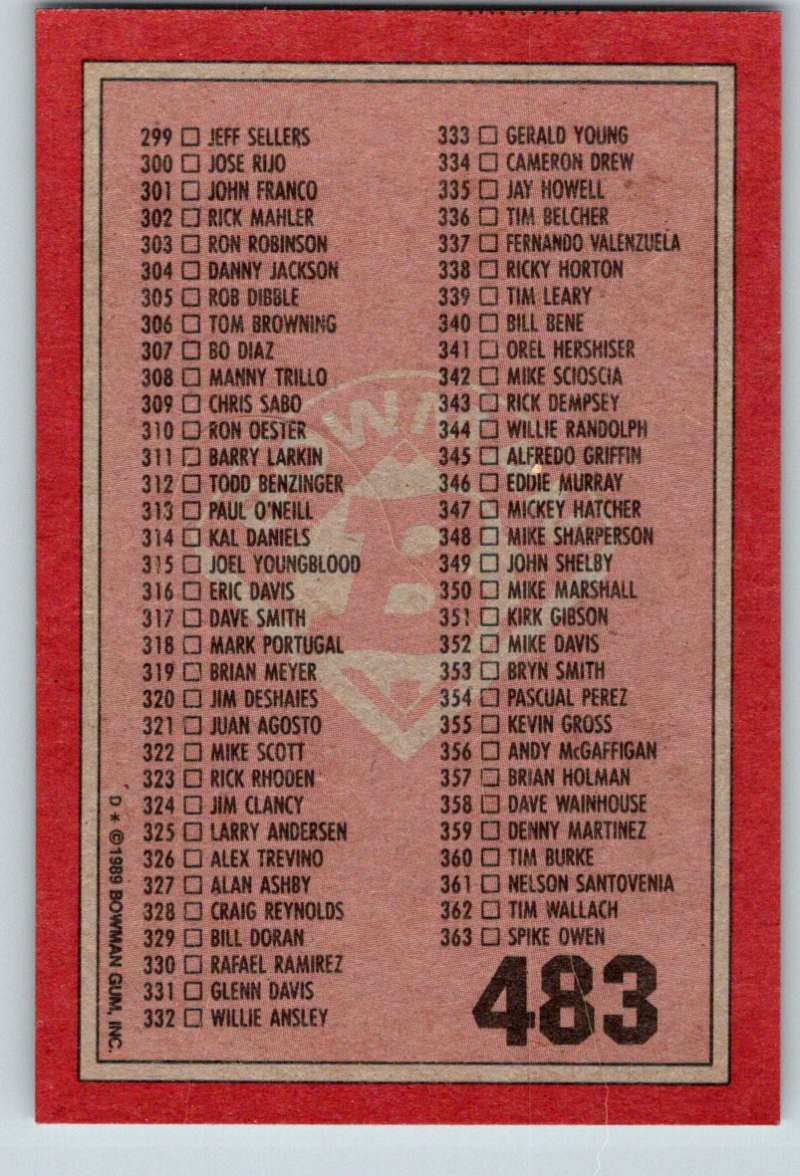 299 □ JEFF SELLERS
300 □ JOSE RIJO
301 □ JOHN FRANCO
302 □ RICK MAHLER
303 □ RON ROBINSON
304 □ DANNY JACKSON
305 □ ROB DIBBLE
306 □ TOM BROWNING
307 □ BO DIAZ
308 □ MANNY TRILLO
309 □ CHRIS SABO
310 □ RON OESTER
311 □ BARRY LARKIN
312 □ TODD BENZINGER
313 □ PAUL O'NEILL
314 □ KAL DANIELS
315 □ JOEL YOUNGBLOOD
316 □ ERIC DAVIS
317 □ DAVE SMITH
318 □ MARK PORTUGAL
319 □ BRIAN MEYER
320 □ JIM DESHAIES
321 □ JUAN AGOSTO
322 □ MIKE SCOTT
323 □ RICK RHODEN
324 □ JIM CLANCY
325 □ LARRY ANDERSEN
326 □ ALEX TREVINO
327 □ ALAN ASHBY
328 □ CRAIG REYNOLDS
329 □ BILL DORAN
330 □ RAFAEL RAMIREZ
331 □ GLENN DAVIS
332 □ WILLIE ANSLEY
333 □ GERALD YOUNG
334 □ CAMERON DREW
335 □ JAY HOWELL
336 □ TIM BELCHER
337 □ FERNANDO VALENZUELA
338 □ RICKY HORTON
339 □ TIM LEARY
340 □ BILL BENE
341 □ OREL HERSHISER
342 □ MIKE SCIOSCIA
343 □ RICK DEMPSEY
344 □ WILLIE RANDOLPH
345 □ ALFREDO GRIFFIN
346 □ EDDIE MURRAY
347 □ MICKEY HATCHER
348 □ MIKE SHARPERSON
349 □ JOHN SHELBY
350 □ MIKE MARSHALL
351 □ KIRK GIBSON
352 □ MIKE DAVIS
353 □ BRYN SMITH
354 □ PASCUAL PEREZ
355 □ KEVIN GROSS
356 □ ANDY McGAFFIGAN
357 □ BRIAN HOLMAN
358 □ DAVE WAINHOUSE
359 □ DENNY MARTINEZ
360 □ TIM BURKE
361 □ NELSON SANTOVENIA
362 □ TIM WALLACH
363 □ SPIKE OWEN
483
D * ©1989 BOWMAN GUM, INC.
BOWMAN
B